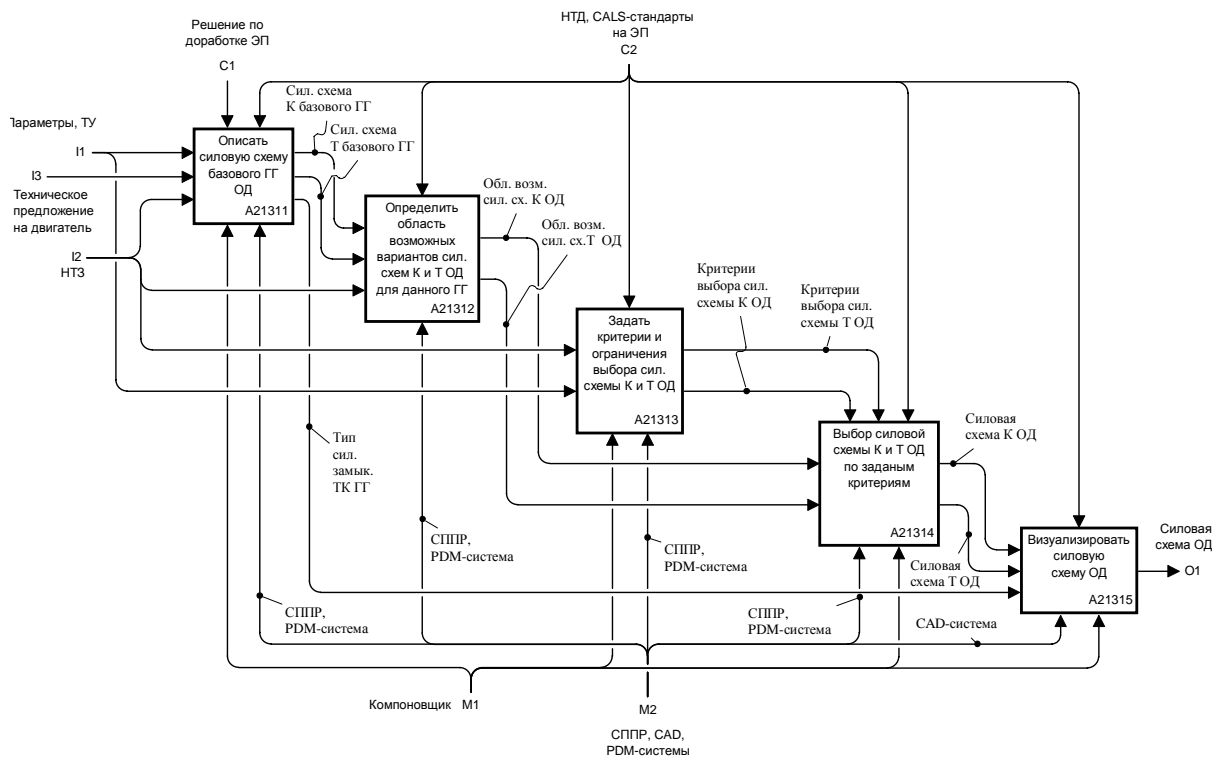 Решение по
доработке ЭП
C1
НТД, CALS-стандарты
на ЭП
C2
Сил. схема
К базового ГГ
Параметры, ТУ
I1
I3
Техническое
предложение
на двигатель
I2
НТЗ
Описать
силовую схему
базового ГГ
ОД
A21311
Сил. схема
Т базового ГГ
Определить
область
возможных
вариантов сил.
схем К и Т ОД
для данного ГГ
A21312
Обл. возм.
сил. сх. К ОД
Обл. возм.
сил. сх.Т ОД
Задать
критерии и
ограничения
выбора сил.
схемы К и Т ОД
A21313
Критерии
выбора сил.
схемы К ОД
Критерии
выбора сил.
схемы Т ОД
Тип
сил.
замык.
ТК ГГ
Выбор силовой
схемы К и Т ОД
по заданым
критериям
A21314
Силовая
схема К ОД
Силовая
схема Т ОД
Визуализировать
силовую
схему ОД
A21315
Силовая
схема ОД
O1
СППР,
PDM-система
СППР,
PDM-система
СППР,
PDM-система
СППР,
PDM-система
CAD-система
Компоновщик M1
M2
СППР, CAD,
PDM-системы